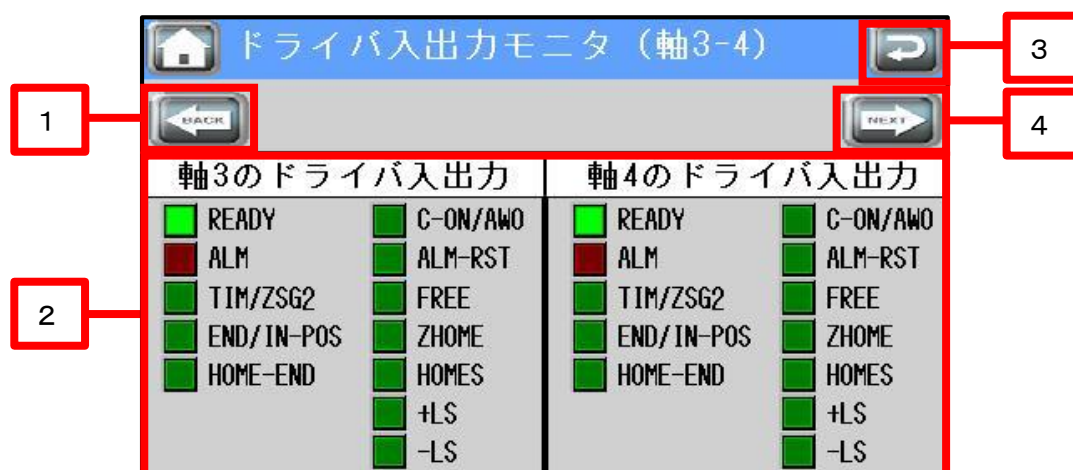 ドライバ入出力モニタ (軸3-4)
3
1
BACK
NEXT
4
軸3のドライバ入出力
軸4のドライバ入出力
READY
C-ON/AWO
READY
C-ON/AWO
ALM
ALM-RST
ALM
ALM-RST
2
TIM/ZSG2
FREE
TIM/ZSG2
FREE
END/IN-POS
ZHOME
END/IN-POS
ZHOME
HOME-END
HOMES
HOME-END
HOMES
+LS
+LS
-LS
-LS